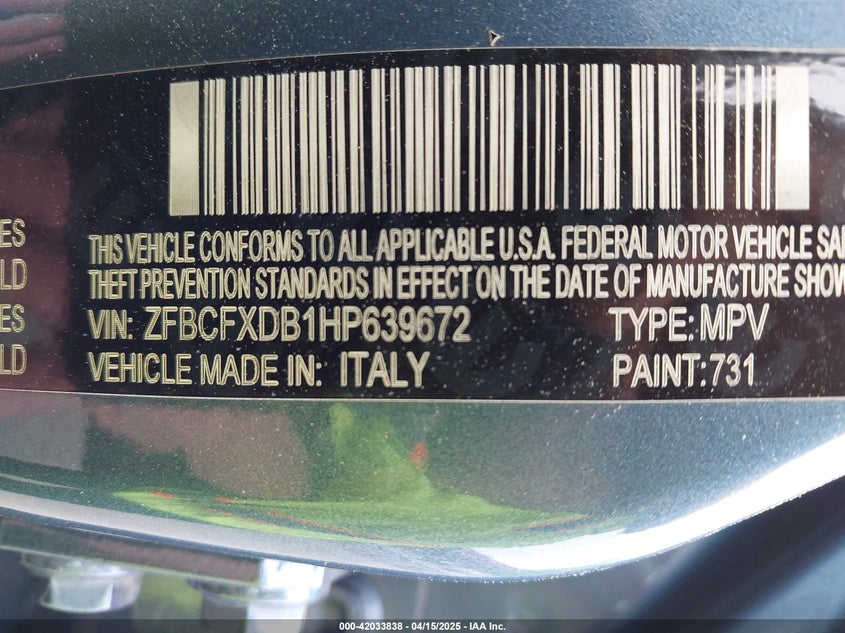 ES
LD
ES
LD
THIS VEHICLE CONFORMS TO ALL APPLICABLE U.S.A. FEDERAL MOTOR VEHICLE SA
THEFT PREVENTION STANDARDS IN EFFECT ON THE DATE OF MANUFACTURE SHOW
VIN: ZFBCFXDB1HP639672 TYPE: MPV
VEHICLE MADE IN: ITALY PAINT: 731
000-42033838 - 04/15/2025 - IAA Inc.